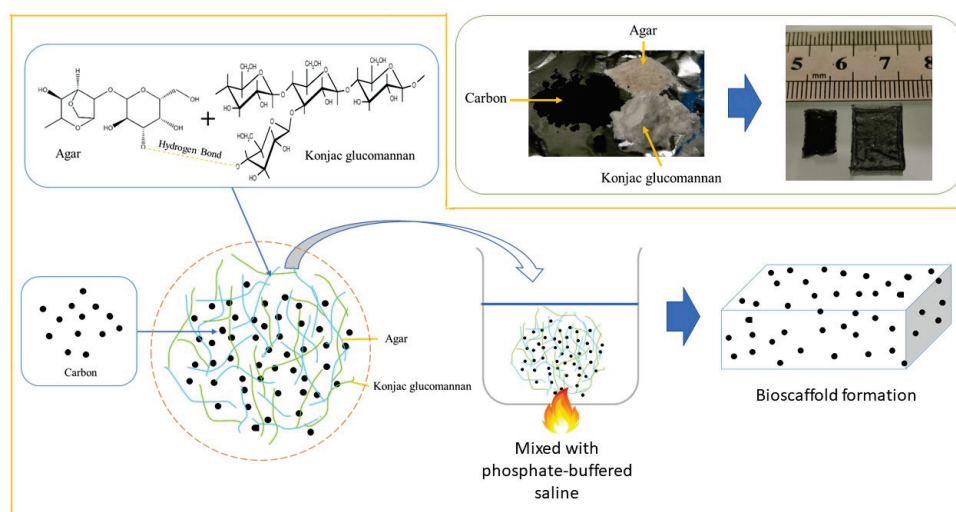 Agar
+
Hydrogen Bond
Konjac glucomannan
Agar
Carbon
Konjac glucomannan
5 6 7 8
mm
Carbon
Agar
Konjac glucomannan
Mixed with
phosphate-buffered
saline
Bioscaffold formation